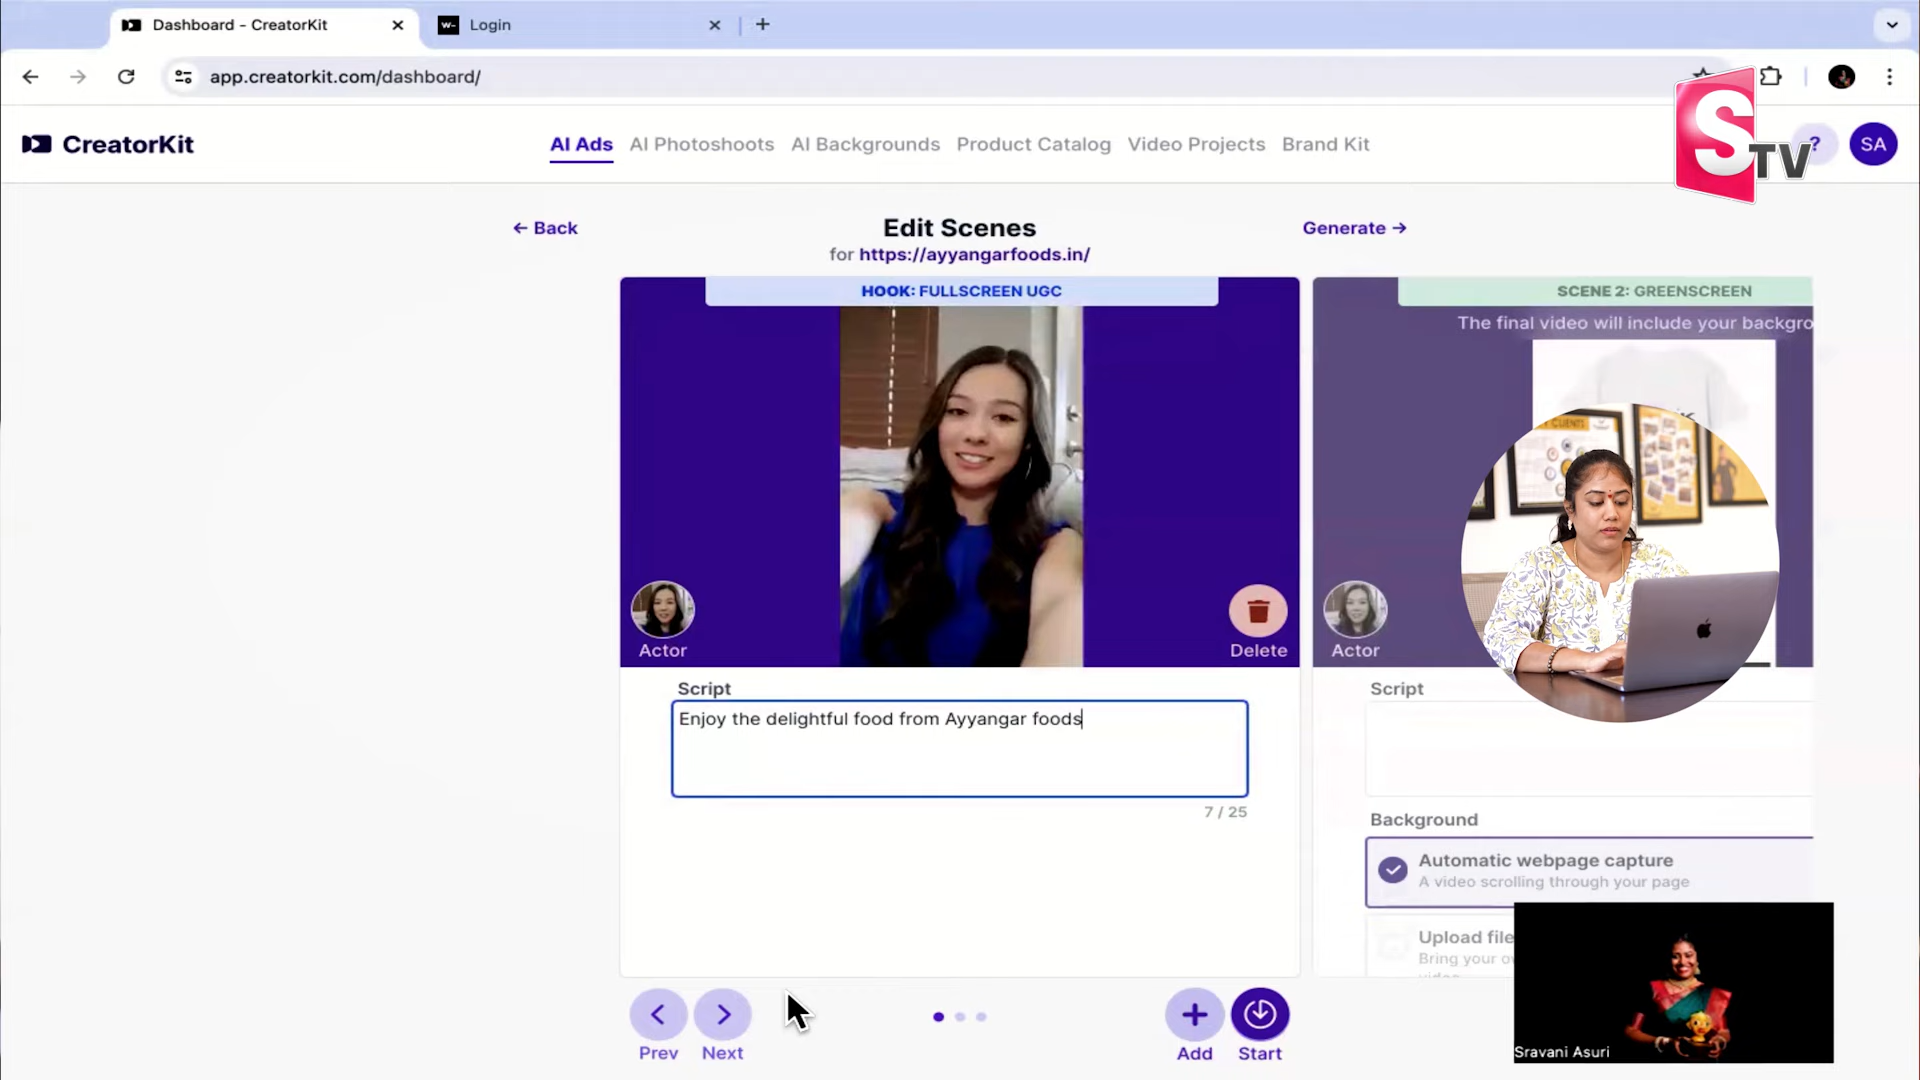 Dashboard - CreatorKit
W-
Login
app.creatorkit.com/dashboard/
CreatorKit
AI Ads
AI Photoshoots
AI Backgrounds
Product Catalog
Video Projects
Brand Kit
STV
?
SA
← Back
Edit Scenes
Generate →
for https://ayyangarfoods.in/
HOOK: FULLSCREEN UGC
SCENE 2: GREENSCREEN
The final video will include your backgro
Actor
Delete
Actor
Script
Enjoy the delightful food from Ayyangar foods
7 / 25
Script
Background
Automatic webpage capture
A video scrolling through your page
Upload file
Bring your ow
Prev
Next
Add
Start
Sravani Asuri